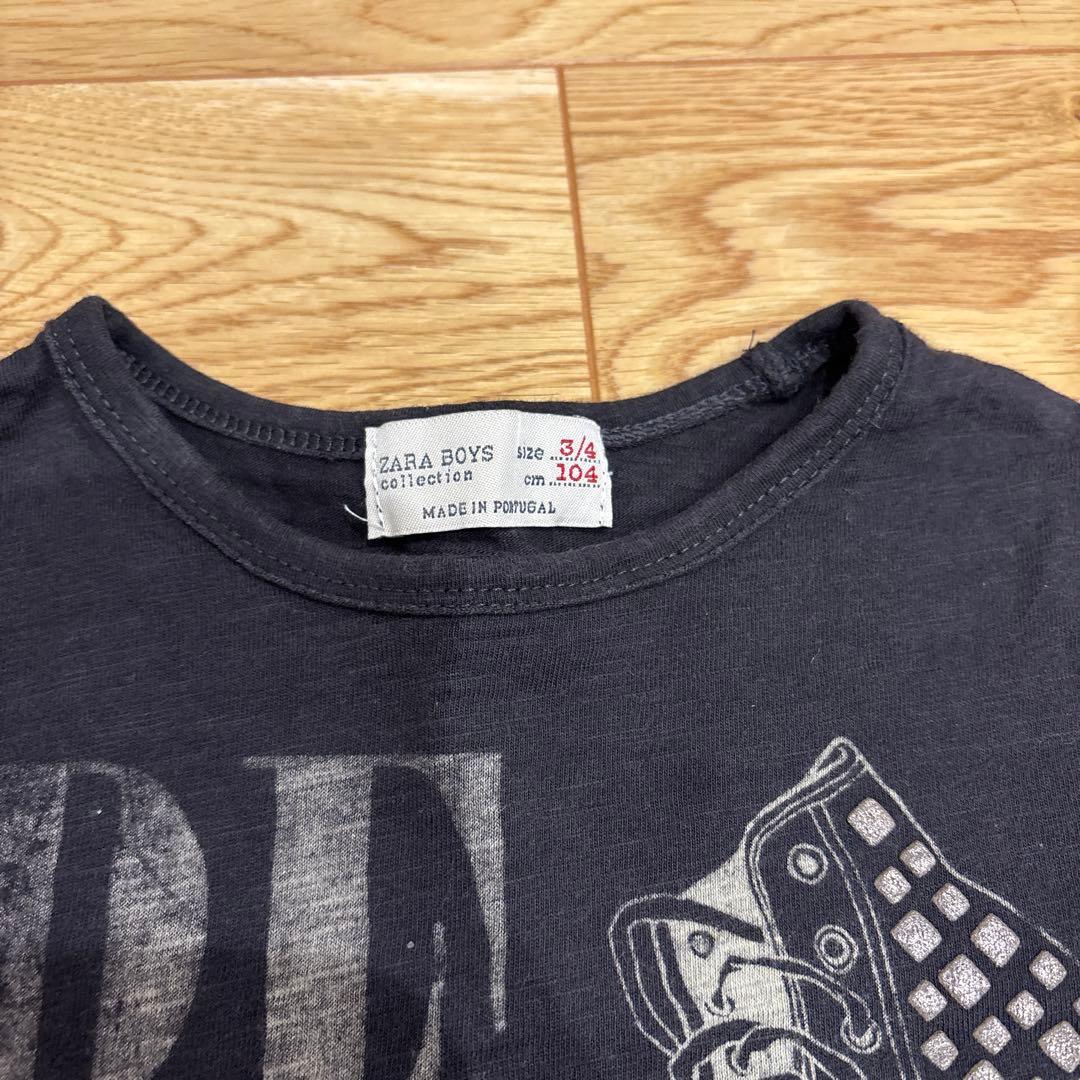 ZARA BOYS
collection
size 3/4
cm 104
MADE IN PORTUGAL